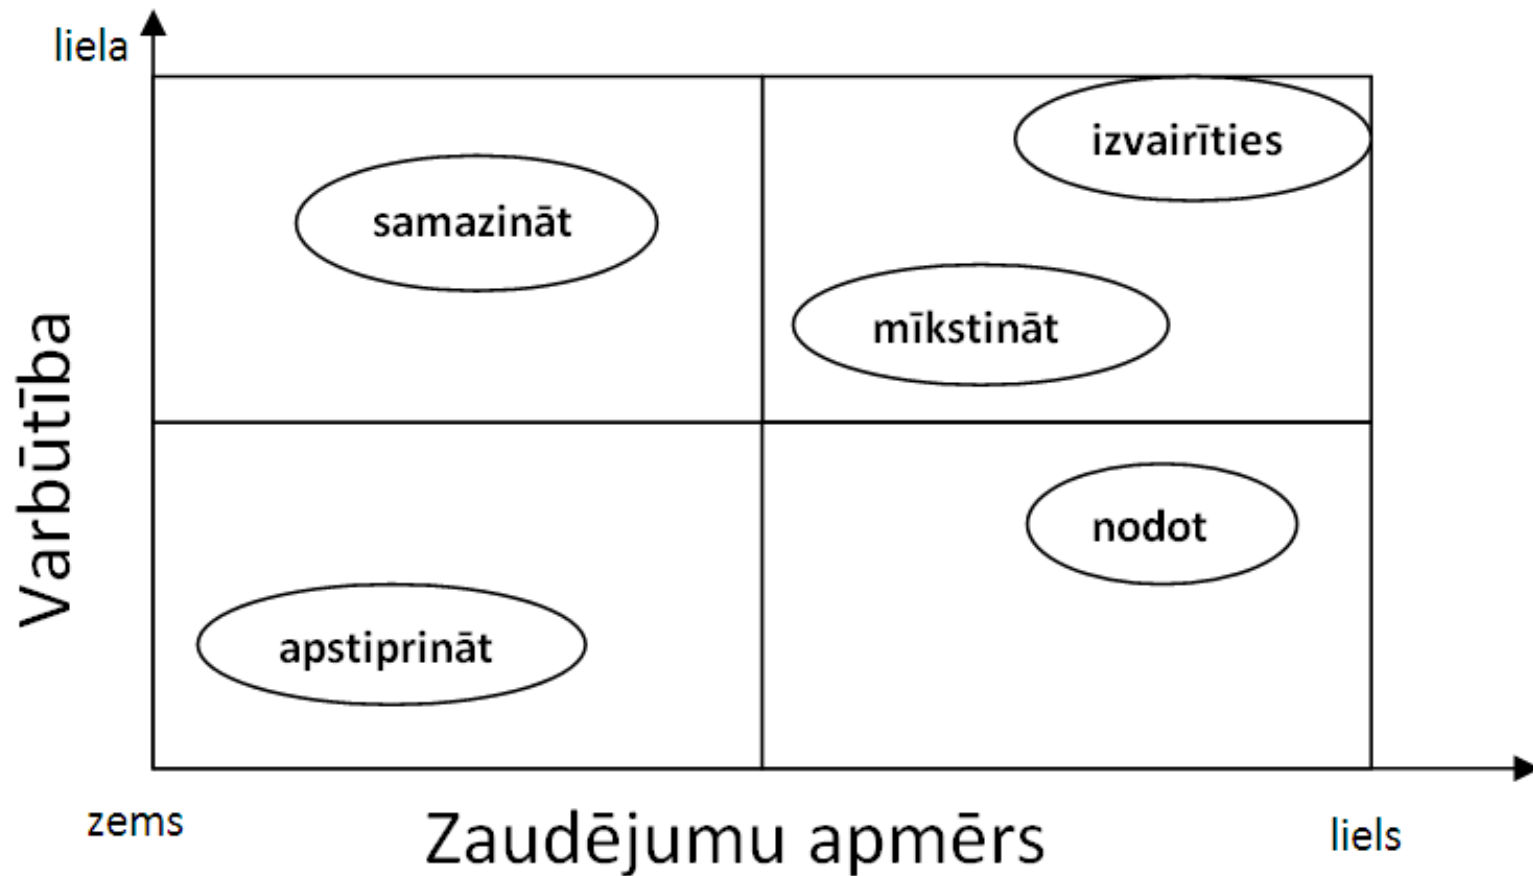 liela
izvairīties
samazināt
mīkstināt
Varbūtība
nodot
apstiprināt
zems
Zaudējumu apmērs
liels